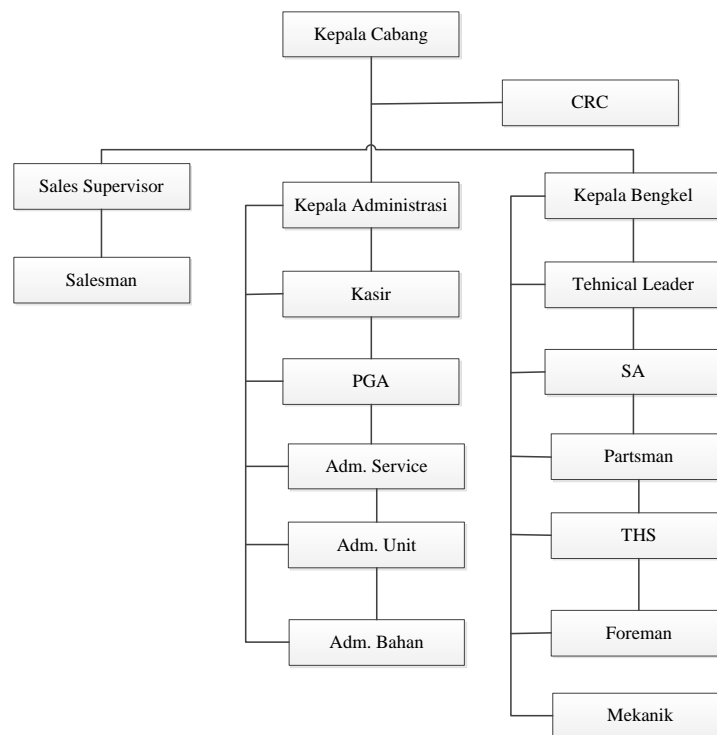 Kepala Cabang
CRC
Sales Supervisor
Salesman
Kepala Administrasi
Kasir
PGA
Adm. Service
Adm. Unit
Adm. Bahan
Kepala Bengkel
Tehnical Leader
SA
Partsman
THS
Foreman
Mekanik